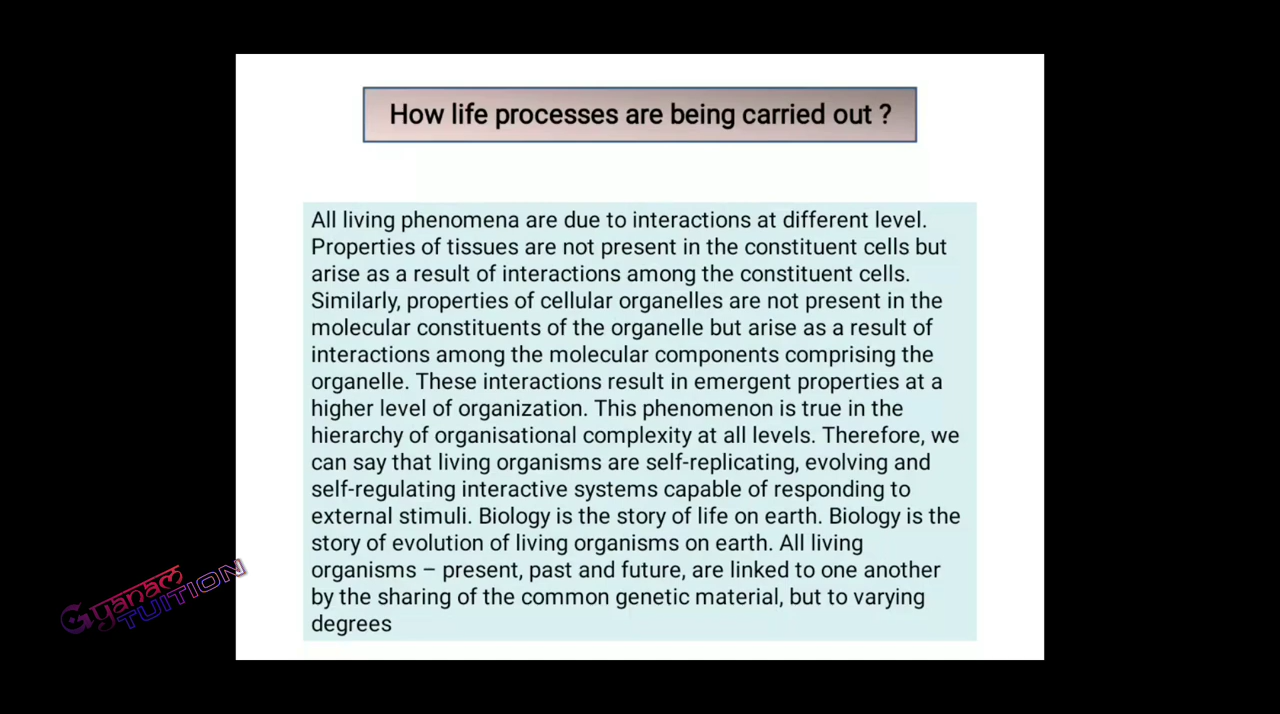 How life processes are being carried out ?
All living phenomena are due to interactions at different level.
Properties of tissues are not present in the constituent cells but
arise as a result of interactions among the constituent cells.
Similarly, properties of cellular organelles are not present in the
molecular constituents of the organelle but arise as a result of
interactions among the molecular components comprising the
organelle. These interactions result in emergent properties at a
higher level of organization. This phenomenon is true in the
hierarchy of organisational complexity at all levels. Therefore, we
can say that living organisms are self-replicating, evolving and
self-regulating interactive systems capable of responding to
external stimuli. Biology is the story of life on earth. Biology is the
story of evolution of living organisms on earth. All living
organisms – present, past and future, are linked to one another
by the sharing of the common genetic material, but to varying
degrees
Gyanam
TUITION